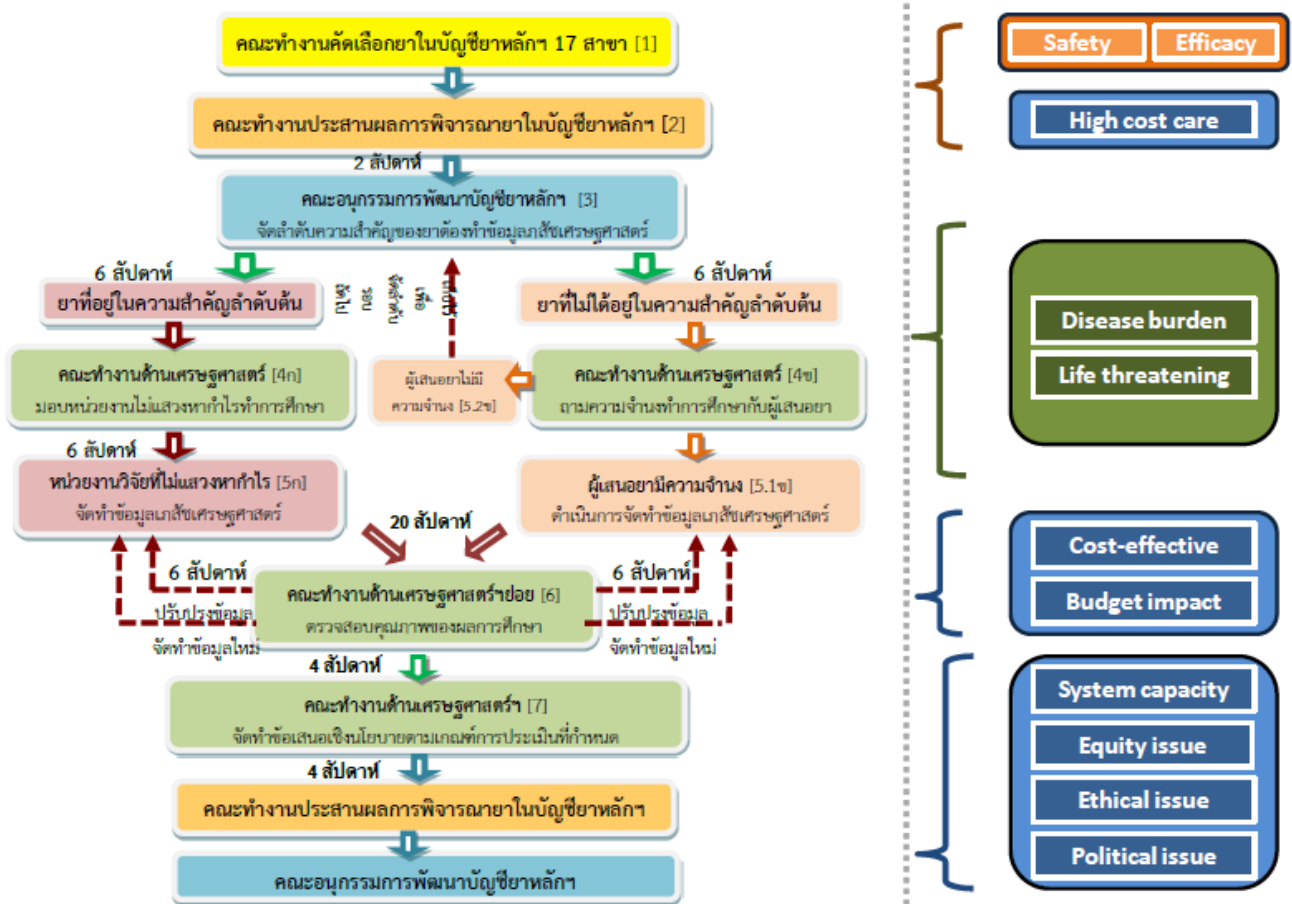 คณะทำงานคัดเลือกยาในบัญชียาหลักฯ 17 สาขา [1]
คณะทำงานประสานผลการพิจารณายาในบัญชียาหลักฯ [2]
2 สัปดาห์
คณะอนุกรรมการพัฒนาบัญชียาหลักฯ [3]
จัดลำดับความสำคัญของยาต้องทำข้อมูลเภสัชเศรษฐศาสตร์
6 สัปดาห์
6 สัปดาห์
ยาที่อยู่ในความสำคัญลำดับต้น
เพื่อ
จัดลำดับ
รอบ
ถัดไป
ยาที่ไม่ได้อยู่ในความสำคัญลำดับต้น
คณะทำงานด้านเศรษฐศาสตร์ [4ก]
มอบหน่วยงานไม่แสวงหากำไรทำการศึกษา
ผู้เสนอยาไม่มี
ความจำนง [5.2ข]
คณะทำงานด้านเศรษฐศาสตร์ [4ข]
ถามความจำนงทำการศึกษากับผู้เสนอยา
6 สัปดาห์
หน่วยงานวิจัยที่ไม่แสวงหากำไร [5ก]
จัดทำข้อมูลเภสัชเศรษฐศาสตร์
ผู้เสนอยามีความจำนง [5.1ข]
ดำเนินการจัดทำข้อมูลเภสัชเศรษฐศาสตร์
20 สัปดาห์
6 สัปดาห์
6 สัปดาห์
คณะทำงานด้านเศรษฐศาสตร์ฯย่อย [6]
ตรวจสอบคุณภาพของผลการศึกษา
ปรับปรุงข้อมูล
จัดทำข้อมูลใหม่
ปรับปรุงข้อมูล
จัดทำข้อมูลใหม่
4 สัปดาห์
คณะทำงานด้านเศรษฐศาสตร์ฯ [7]
จัดทำข้อเสนอเชิงนโยบายตามเกณฑ์การประเมินที่กำหนด
4 สัปดาห์
คณะทำงานประสานผลการพิจารณายาในบัญชียาหลักฯ
คณะอนุกรรมการพัฒนาบัญชียาหลักฯ
Safety
Efficacy
High cost care
Disease burden
Life threatening
Cost-effective
Budget impact
System capacity
Equity issue
Ethical issue
Political issue